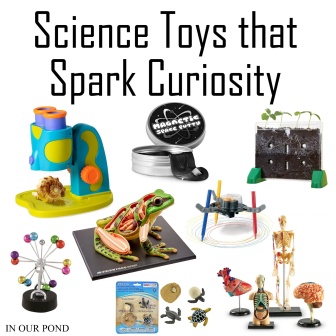 Science Toys that
Spark Curiosity
MAGNETIC
SPACE PUTTY
IN OUR POND